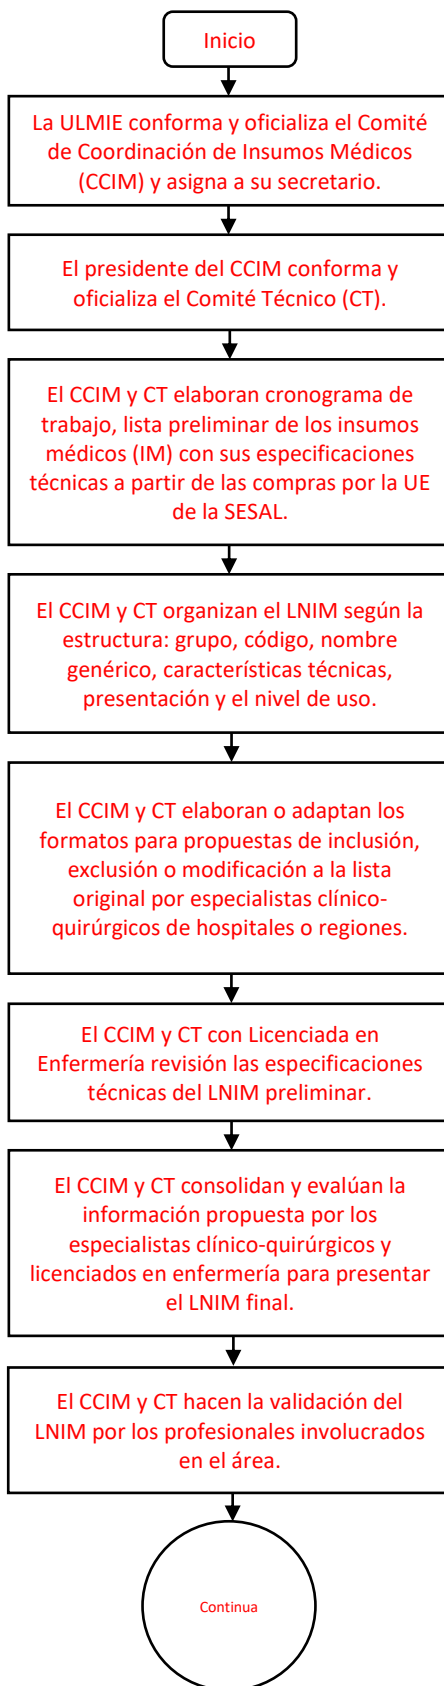 Inicio
La ULMIE conforma y oficializa el Comité
de Coordinación de Insumos Médicos
(CCIM) y asigna a su secretario.
El presidente del CCIM conforma y
oficializa el Comité Técnico (CT).
El CCIM y CT elaboran cronograma de
trabajo, lista preliminar de los insumos
médicos (IM) con sus especificaciones
técnicas a partir de las compras por la UE
de la SESAL.
El CCIM y CT organizan el LNIM según la
estructura: grupo, código, nombre
genérico, características técnicas,
presentación y el nivel de uso.
El CCIM y CT elaboran o adaptan los
formatos para propuestas de inclusión,
exclusión o modificación a la lista
original por especialistas clínico-
quirúrgicos de hospitales o regiones.
El CCIM y CT con Licenciada en
Enfermería revisión las especificaciones
técnicas del LNIM preliminar.
El CCIM y CT consolidan y evalúan la
información propuesta por los
especialistas clínico-quirúrgicos y
licenciados en enfermería para presentar
el LNIM final.
El CCIM y CT hacen la validación del
LNIM por los profesionales involucrados
en el área.
Continua